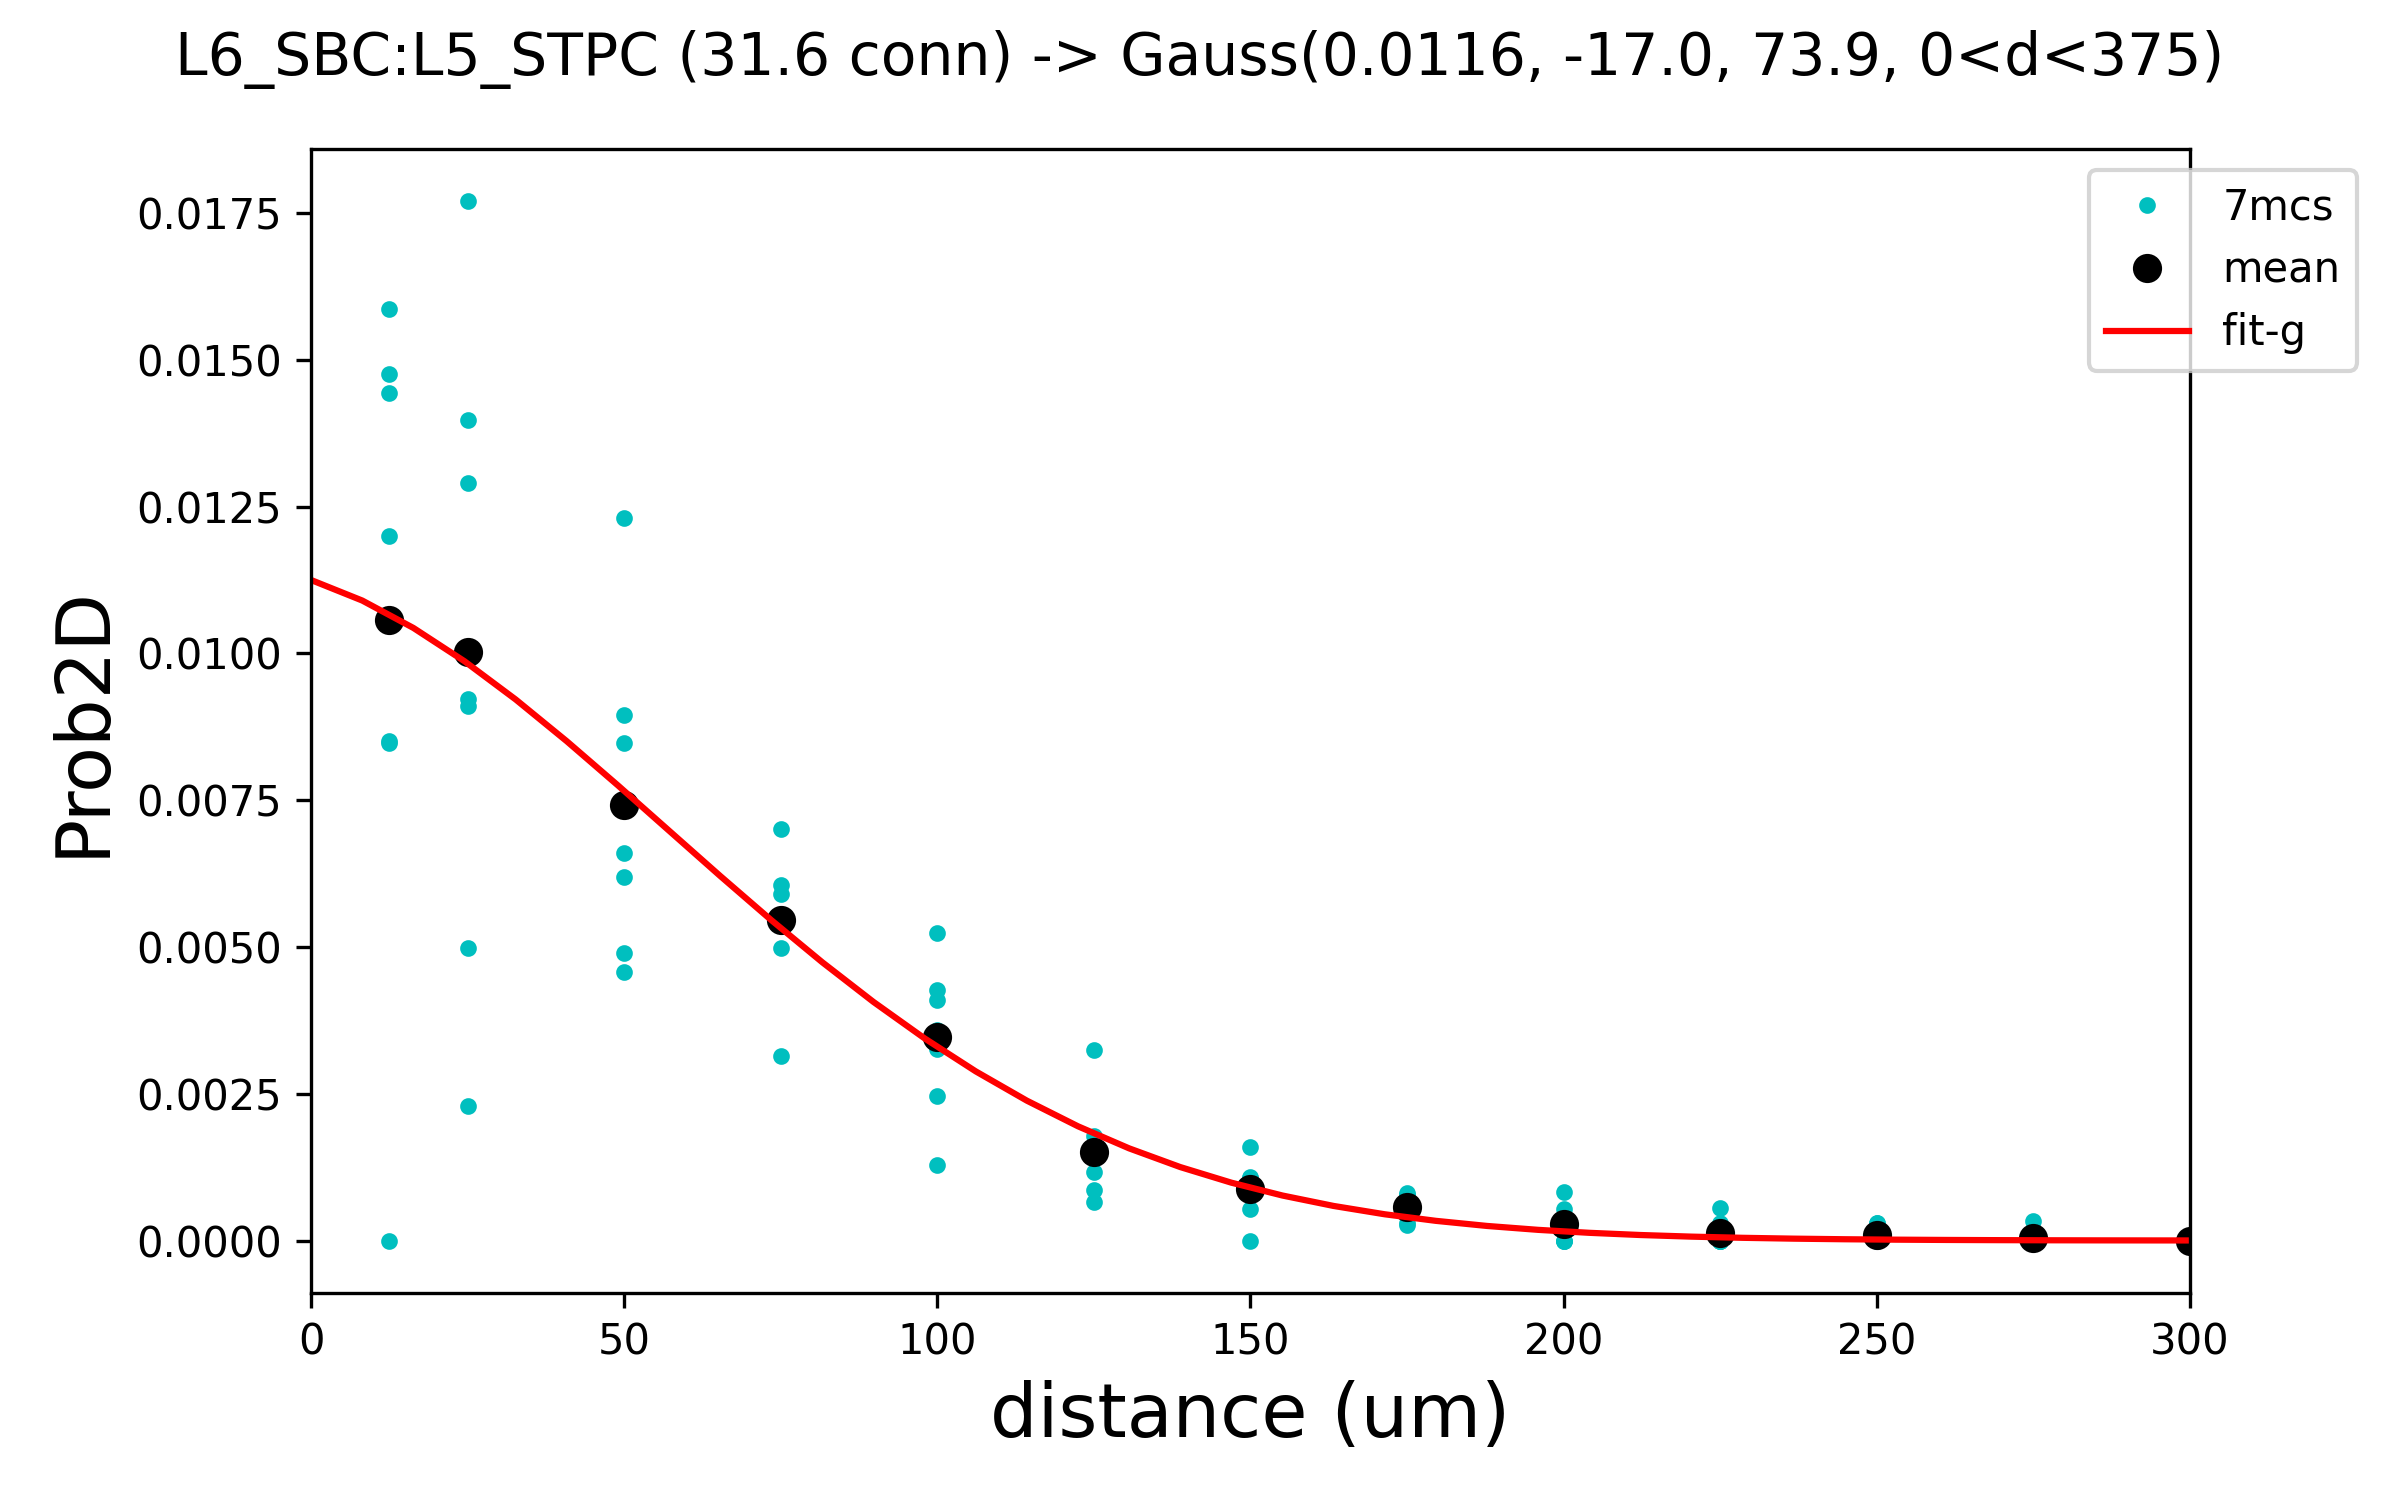 L6_SBC:L5_STPC (31.6 conn) -> Gauss(0.0116, -17.0, 73.9, 0<d<375)
7mcs
mean
fit-g
Prob2D
0.0175
0.0150
0.0125
0.0100
0.0075
0.0050
0.0025
0.0000
0 50 100 150 200 250 300
distance (um)